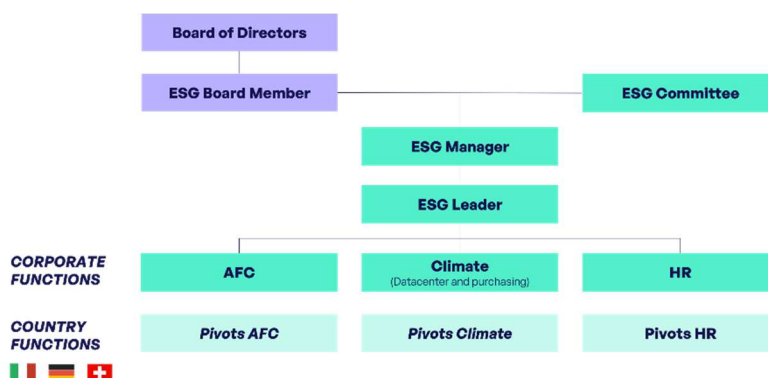 Board of Directors
ESG Board Member
ESG Committee
ESG Manager
ESG Leader
CORPORATE
FUNCTIONS
AFC
Climate
(Datacenter and purchasing)
HR
COUNTRY
FUNCTIONS
Pivots AFC
Pivots Climate
Pivots HR